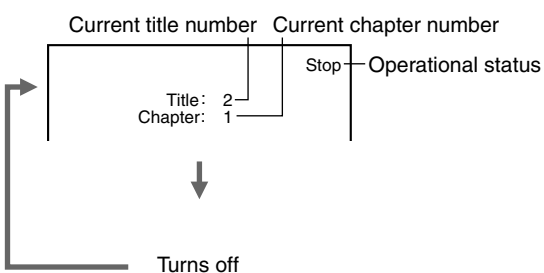 Current title number Current chapter number
Stop Operational status
Title: 2
Chapter: 1
Turns off